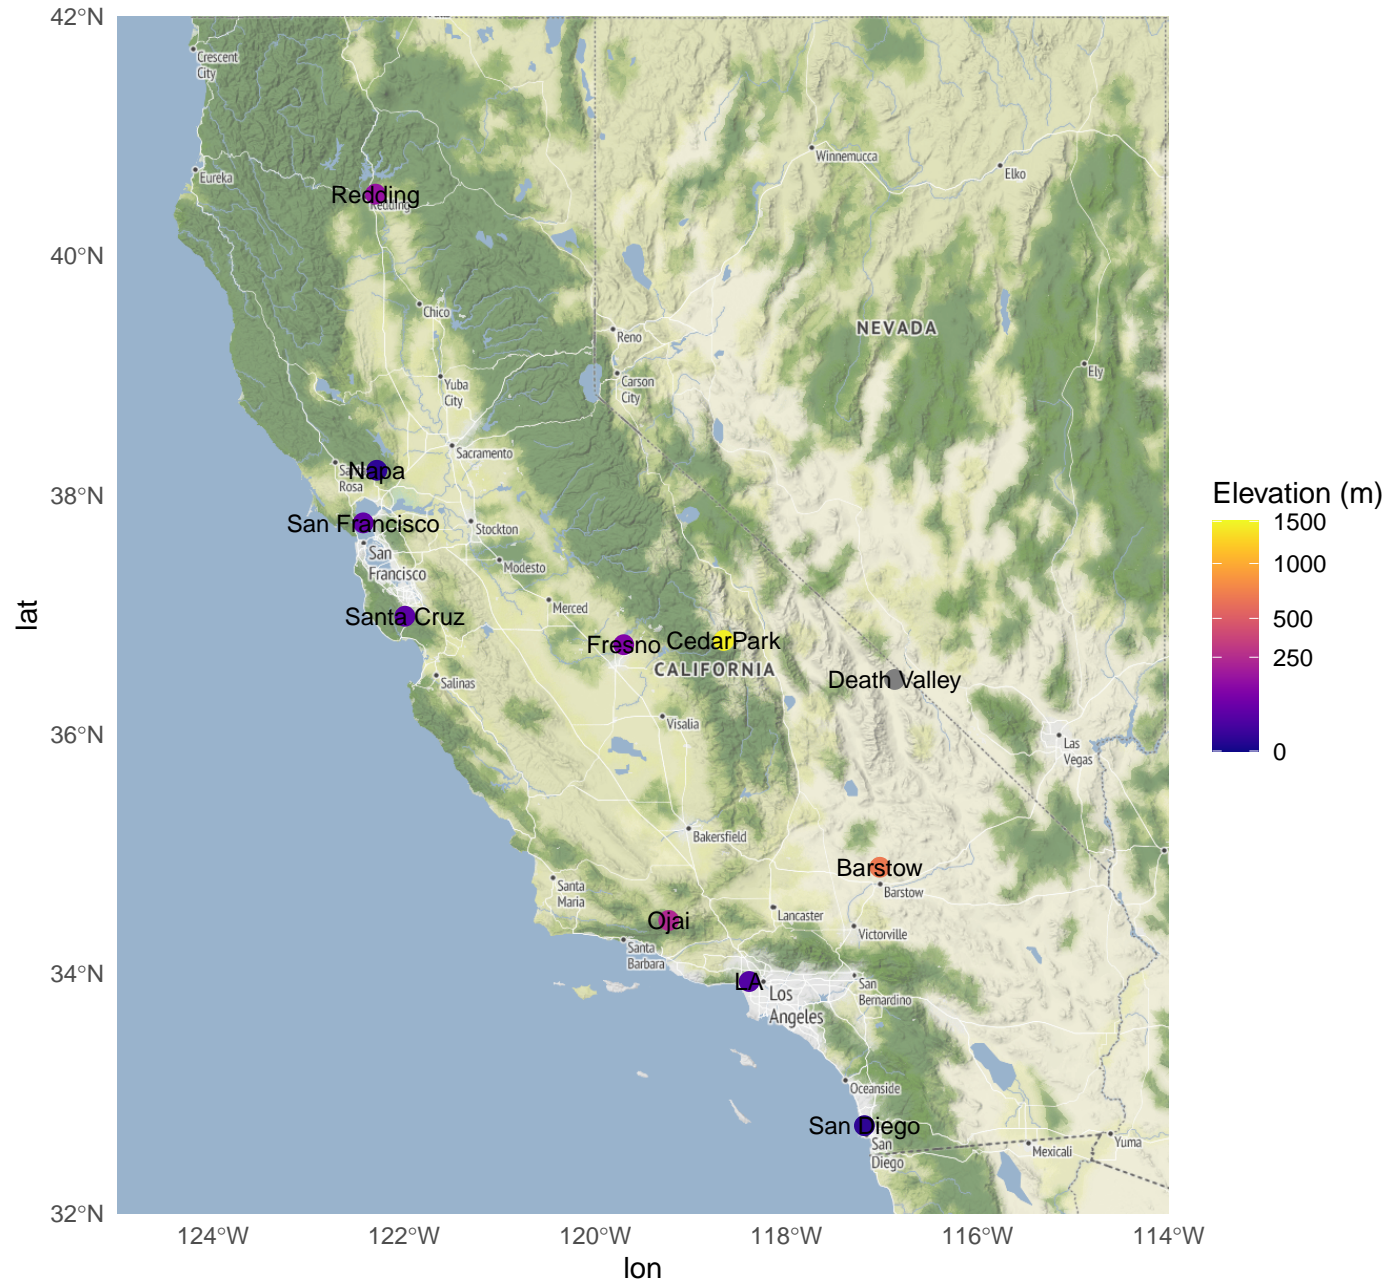 42°N
40°N
38°N
36°N
34°N
32°N
lat
124°W
122°W
120°W
118°W
116°W
114°W
lon
Crescent
City
Eureka
Redding
Redding
Winnemucca
Elko
Chico
Reno
NEVADA
Carson
City
Ely
Yuba
City
Sacramento
Napa
Rosa
San Francisco
San
Francisco
Stockton
Modesto
Merced
Santa Cruz
Fresno
CedarPark
CALIFORNIA
Death Valley
Salinas
Visalia
Las
Vegas
Bakersfield
Barstow
Barstow
Santa
Maria
Ojai
Lancaster
Victorville
Santa
Barbara
LA
Los
Angeles
San
Bernardino
Oceanside
San Diego
San
Diego
Mexicali
Yuma
Elevation (m)
1500
1000
500
250
0